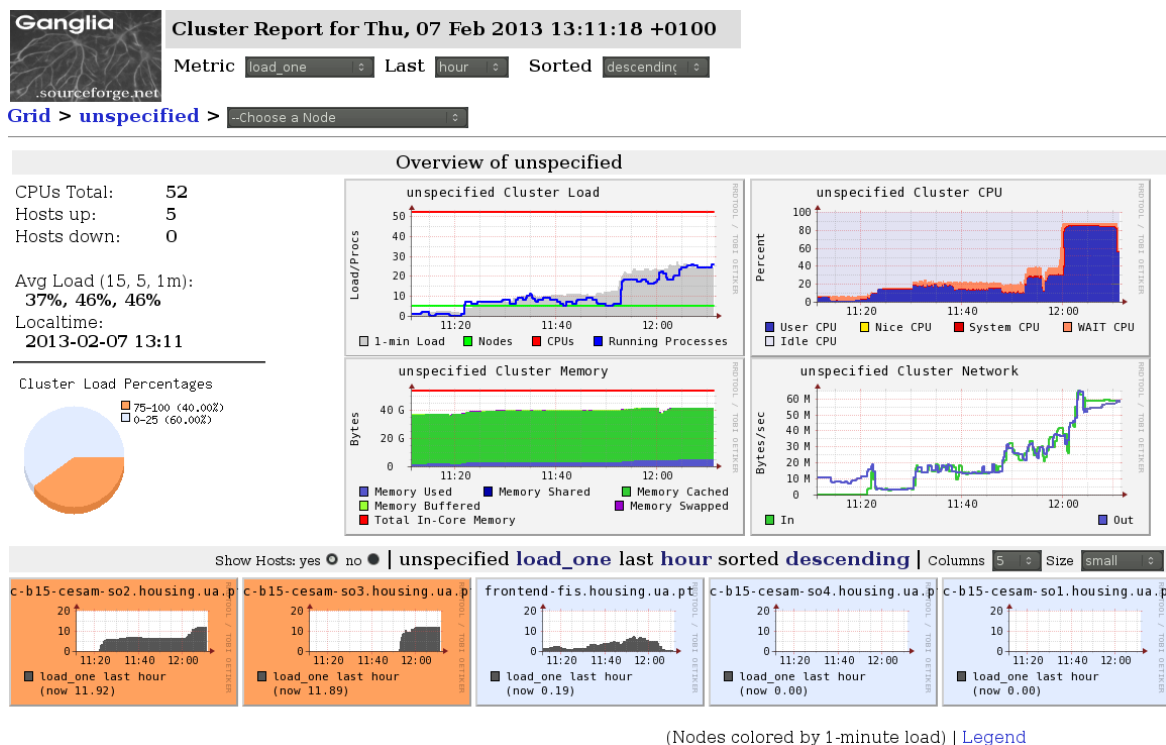 Ganglia
.sourceforge.net
Cluster Report for Thu, 07 Feb 2013 13:11:18 +0100
Metric load_one Last hour Sorted descending
Grid > unspecified > --Choose a Node
Overview of unspecified
CPUs Total: 52
Hosts up: 5
Hosts down: 0
Avg Load (15, 5, 1m):
37%, 46%, 46%
Localtime:
2013-02-07 13:11
Cluster Load Percentages
75-100 (40.00%)
0-25 (60.00%)
unspecified Cluster Load
RRDTOOL / TOBI OETIKER
Load/Procs
50
40
30
20
10
0
11:20 11:40 12:00
1-min Load Nodes CPUs Running Processes
unspecified Cluster CPU
RRDTOOL / TOBI OETIKER
Percent
100
80
60
40
20
0
11:20 11:40 12:00
User CPU Nice CPU System CPU WAIT CPU
Idle CPU
unspecified Cluster Memory
RRDTOOL / TOBI OETIKER
Bytes
40 G
20 G
0
11:20 11:40 12:00
Memory Used Memory Shared Memory Cached
Memory Buffered Memory Swapped
Total In-Core Memory
unspecified Cluster Network
RRDTOOL / TOBI OETIKER
Bytes/sec
60 M
50 M
40 M
30 M
20 M
10 M
0
11:20 11:40 12:00
In Out
Show Hosts: yes no | unspecified load_one last hour sorted descending | Columns 5 Size small
c-b15-cesam-so2.housing.ua.p
RRDTOOL / TOBI OETIKER
20
10
0
11:20 11:40 12:00
load_one last hour
(now 11.92)
c-b15-cesam-so3.housing.ua.p
RRDTOOL / TOBI OETIKER
20
10
0
11:20 11:40 12:00
load_one last hour
(now 11.89)
frontend-fis.housing.ua.pt
RRDTOOL / TOBI OETIKER
20
10
0
11:20 11:40 12:00
load_one last hour
(now 0.19)
c-b15-cesam-so4.housing.ua.p
RRDTOOL / TOBI OETIKER
20
10
0
11:20 11:40 12:00
load_one last hour
(now 0.00)
c-b15-cesam-so1.housing.ua.p
RRDTOOL / TOBI OETIKER
20
10
0
11:20 11:40 12:00
load_one last hour
(now 0.00)
(Nodes colored by 1-minute load) | Legend